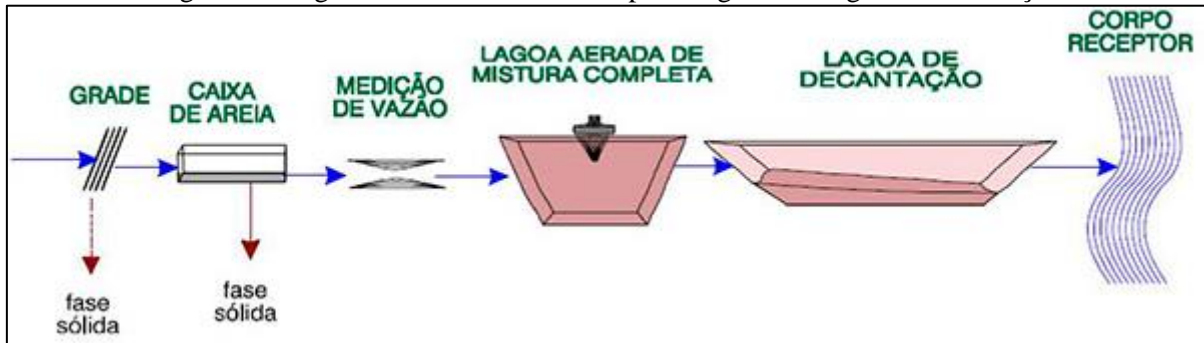 GRADE
CAIXA
DE AREIA
MEDIÇÃO
DE VAZÃO
LAGOA AERADA DE
MISTURA COMPLETA
LAGOA DE
DECANTAÇÃO
CORPO
RECEPTOR
fase
sólida
fase
sólida